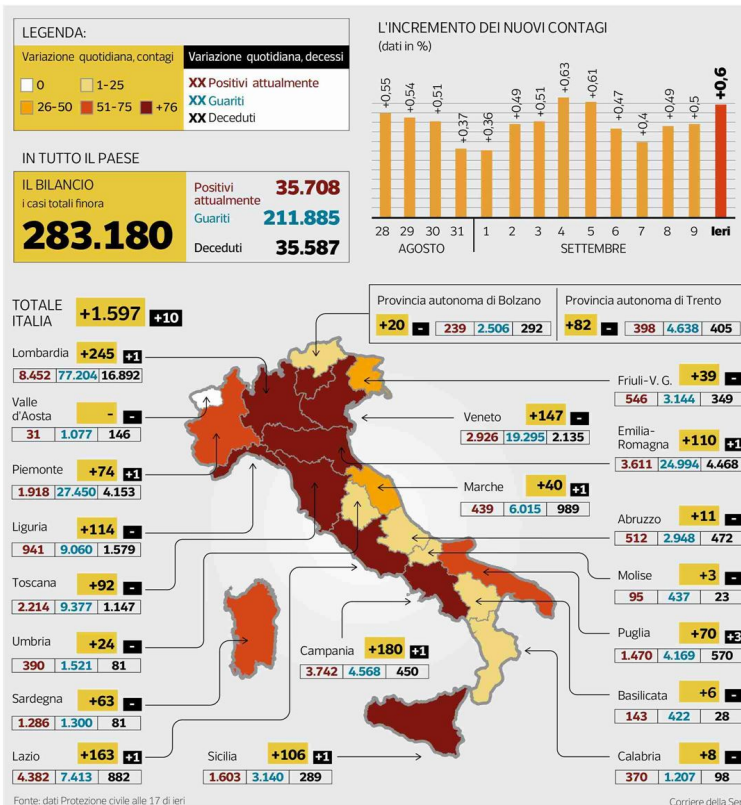 LEGENDA:
Variazione quotidiana, contagi
0
1-25
26-50
51-75
+76
Variazione quotidiana, decessi
XX Positivi attualmente
XX Guariti
XX Deceduti
IN TUTTO IL PAESE
IL BILANCIO
i casi totali finora
283.180
Positivi attualmente 35.708
Guariti 211.885
Deceduti 35.587
L'INCREMENTO DEI NUOVI CONTAGI
(dati in %)
+0,55 +0,54 +0,51 +0,37 +0,36 +0,49 +0,51 +0,63 +0,61 +0,47 +0,4 +0,49 +0,5 +0,6
28 29 30 31 1 2 3 4 5 6 7 8 9 Ieri
AGOSTO SETTEMBRE
TOTALE ITALIA +1.597 +10
Provincia autonoma di Bolzano
+20 - 239 2.506 292
Provincia autonoma di Trento
+82 - 398 4.638 405
Lombardia +245 +1
8.452 77.204 16.892
Valle d'Aosta - -
31 1.077 146
Piemonte +74 +1
1.918 27.450 4.153
Liguria +114 -
941 9.060 1.579
Toscana +92 -
2.214 9.377 1.147
Umbria +24 -
390 1.521 81
Sardegna +63 -
1.286 1.300 81
Lazio +163 +1
4.382 7.413 882
Sicilia +106 +1
1.603 3.140 289
Campania +180 +1
3.742 4.568 450
Veneto +147 -
2.926 19.295 2.135
Marche +40 +1
439 6.015 989
Friuli-V. G. +39 -
546 3.144 349
Emilia-Romagna +110 +1
3.611 24.994 4.468
Abruzzo +11 -
512 2.948 472
Molise +3 -
95 437 23
Puglia +70 +3
1.470 4.169 570
Basilicata +6 -
143 422 28
Calabria +8 -
370 1.207 98
Fonte: dati Protezione civile alle 17 di ieri
Corriere della Se